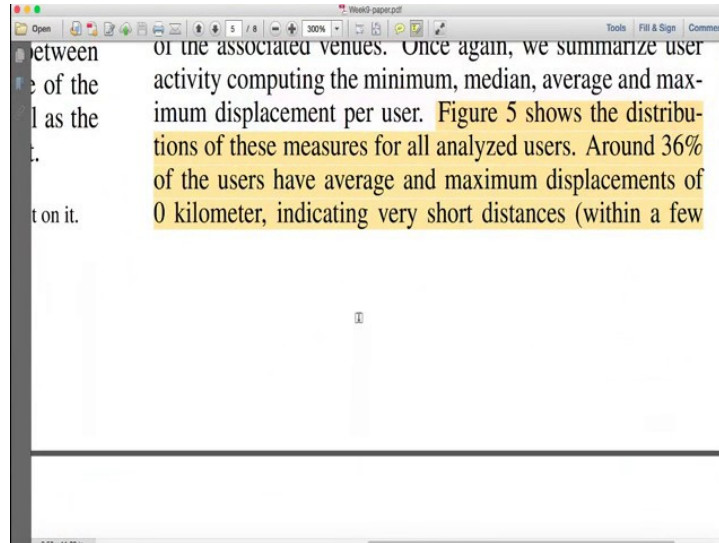 Week9-paper.pdf
Open
5 / 8
300%
Tools Fill & Sign Comme
between
e of the
l as the
t.
t on it.
of the associated venues. Once again, we summarize user
activity computing the minimum, median, average and max-
imum displacement per user. Figure 5 shows the distribu-
tions of these measures for all analyzed users. Around 36%
of the users have average and maximum displacements of
0 kilometer, indicating very short distances (within a few